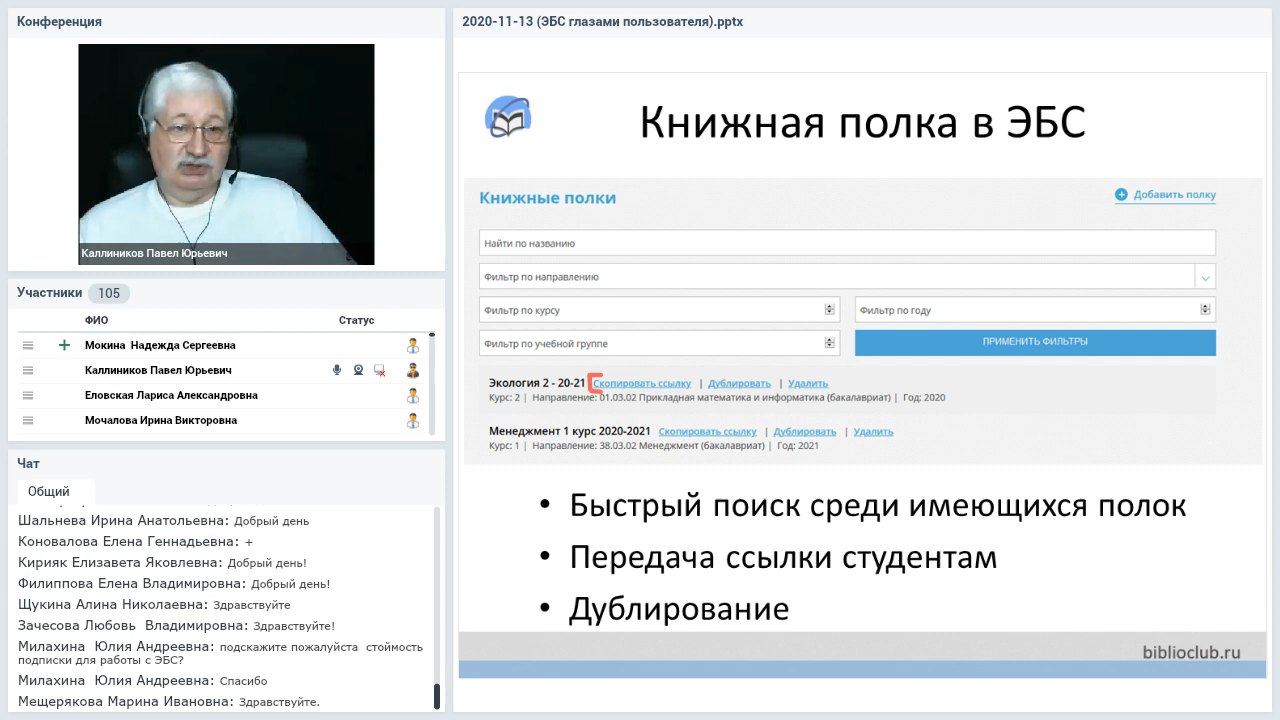 Конференция
Каллиников Павел Юрьевич
Участники 105
ФИО Статус
Мокина Надежда Сергеевна
Каллиников Павел Юрьевич
Еловская Лариса Александровна
Мочалова Ирина Викторовна
Чат
Общий
Шальнева Ирина Анатольевна: Добрый день
Коновалова Елена Геннадьевна: +
Кирияк Елизавета Яковлевна: Добрый день!
Филиппова Елена Владимировна: Добрый день!
Щукина Алина Николаевна: Здравствуйте
Зачесова Любовь Владимировна: Здравствуйте!
Милахина Юлия Андреевна: подскажите пожалуйста стоимость
подписки для работы с ЭБС?
Милахина Юлия Андреевна: Спасибо
Мещерякова Марина Ивановна: Здравствуйте.
2020-11-13 (ЭБС глазами пользователя).pptx
Книжная полка в ЭБС
Книжные полки
Добавить полку
Найти по названию
Фильтр по направлению
Фильтр по курсу
Фильтр по году
Фильтр по учебной группе
ПРИМЕНИТЬ ФИЛЬТРЫ
Экология 2 - 20-21 Скопировать ссылку | Дублировать | Удалить
Курс: 2 | Направление: 01.03.02 Прикладная математика и информатика (бакалавриат) | Год: 2020
Менеджмент 1 курс 2020-2021 Скопировать ссылку | Дублировать | Удалить
Курс: 1 | Направление: 38.03.02 Менеджмент (бакалавриат) | Год: 2021
• Быстрый поиск среди имеющихся полок
• Передача ссылки студентам
• Дублирование
biblioclub.ru